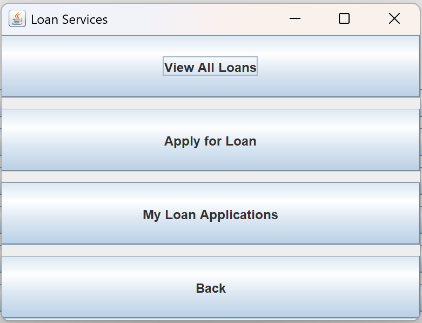 Loan Services
View All Loans
Apply for Loan
My Loan Applications
Back